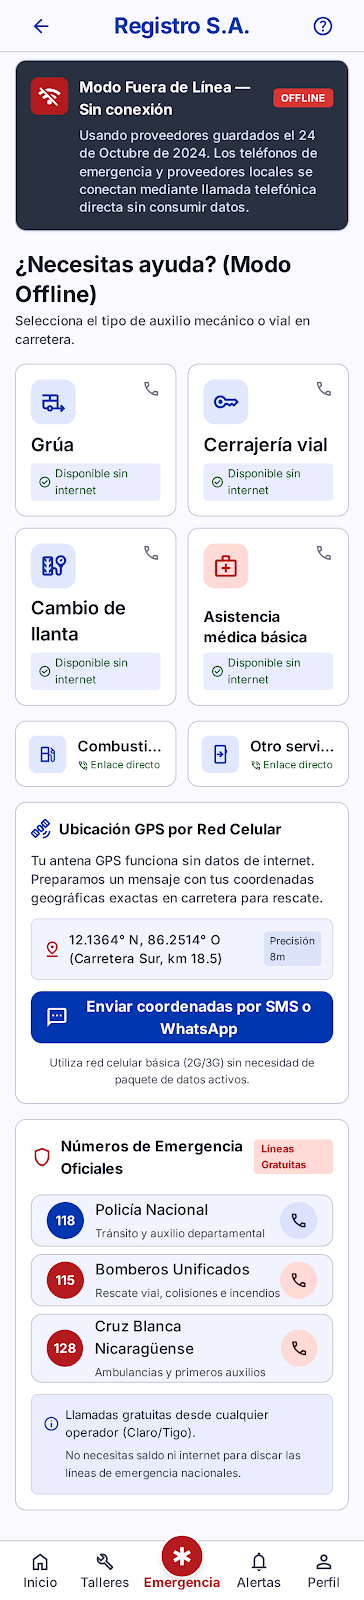 Registro S.A.
Modo Fuera de Línea —
Sin conexión
OFFLINE
Usando proveedores guardados el 24
de Octubre de 2024. Los teléfonos de
emergencia y proveedores locales se
conectan mediante llamada telefónica
directa sin consumir datos.
¿Necesitas ayuda? (Modo
Offline)
Selecciona el tipo de auxilio mecánico o vial en
carretera.
Grúa
Disponible sin
internet
Cerrajería vial
Disponible sin
internet
Cambio de
llanta
Disponible sin
internet
Asistencia
médica básica
Disponible sin
internet
Combusti...
Enlace directo
Otro servi...
Enlace directo
Ubicación GPS por Red Celular
Tu antena GPS funciona sin datos de internet.
Preparamos un mensaje con tus coordenadas
geográficas exactas en carretera para rescate.
12.1364° N, 86.2514° O
(Carretera Sur, km 18.5)
Precisión
8m
Enviar coordenadas por SMS o
WhatsApp
Utiliza red celular básica (2G/3G) sin necesidad de
paquete de datos activos.
Números de Emergencia
Oficiales
Líneas
Gratuitas
118
Policía Nacional
Tránsito y auxilio departamental
115
Bomberos Unificados
Rescate vial, colisiones e incendios
128
Cruz Blanca
Nicaragüense
Ambulancias y primeros auxilios
Llamadas gratuitas desde cualquier
operador (Claro/Tigo).
No necesitas saldo ni internet para discar las
líneas de emergencia nacionales.
Inicio
Talleres
Emergencia
Alertas
Perfil